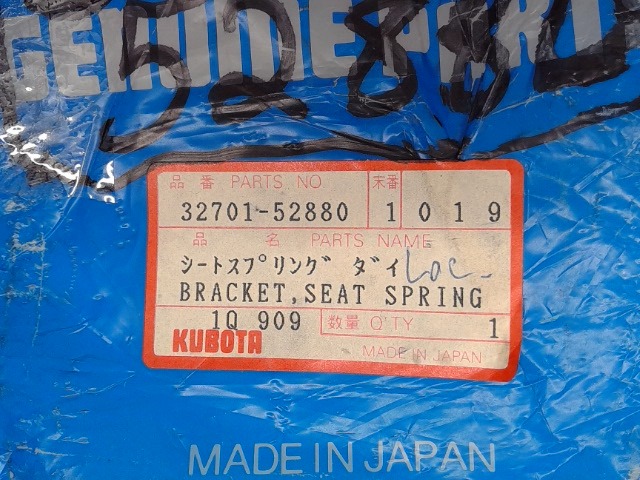 GENUINE PARTS
52880
品番 PARTS NO 末番
32701-52880 1 0 1 9
品名 PARTS NAME
シートスプリング ダイ Loc-
BRACKET,SEAT SPRING
1Q 909 数量 Q'TY 1
KUBOTA MADE IN JAPAN
MADE IN JAPAN